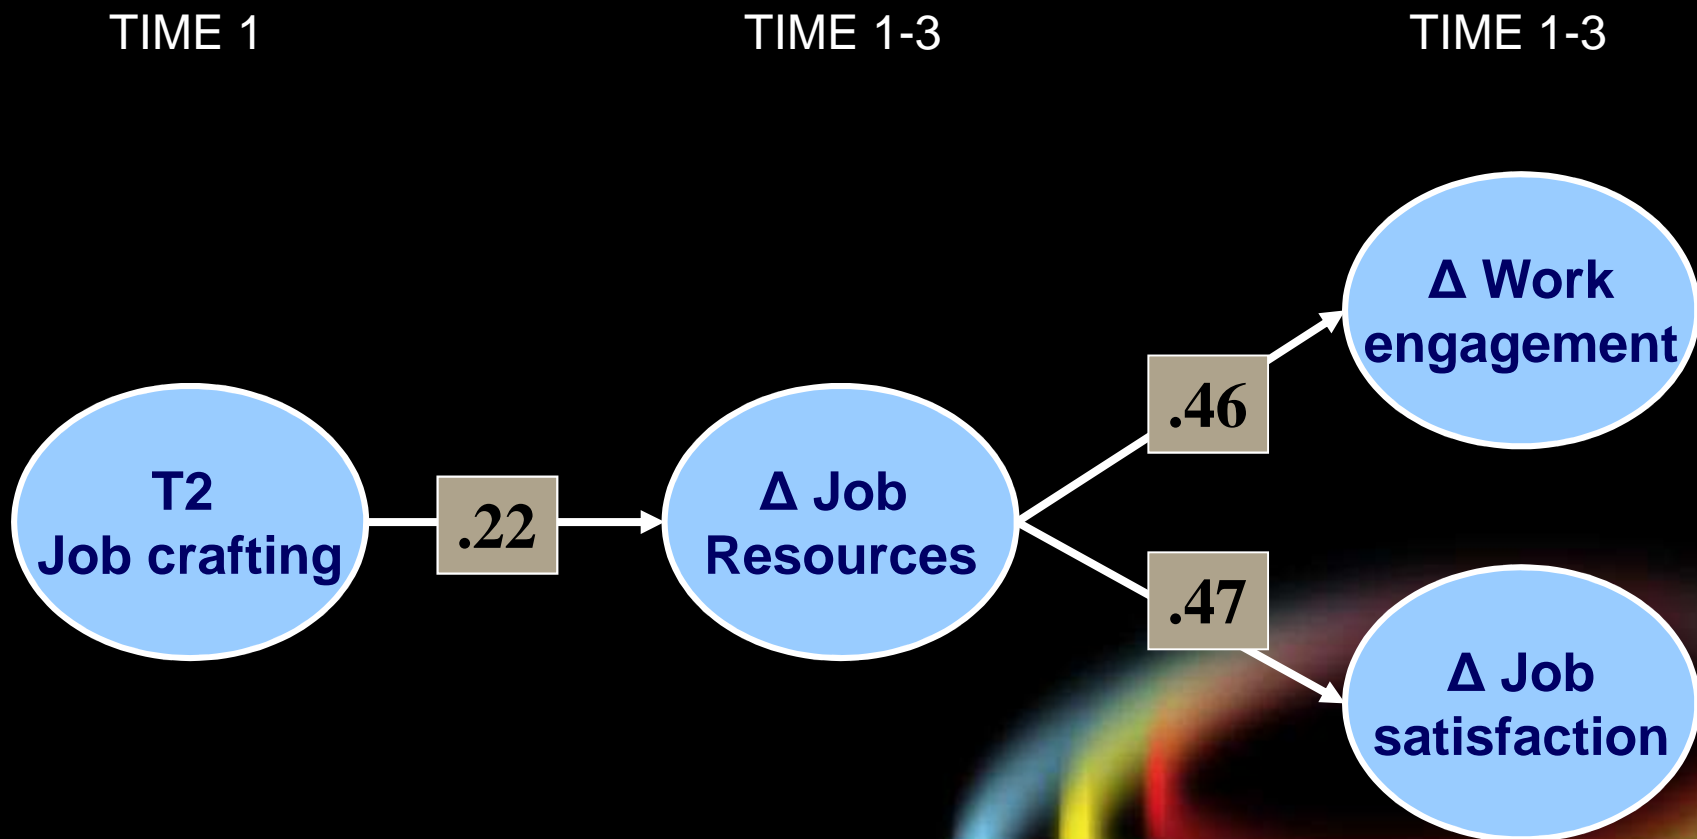 TIME 1
TIME 1-3
TIME 1-3
T2
Job crafting
.22
Δ Job
Resources
.46
.47
Δ Work
engagement
Δ Job
satisfaction